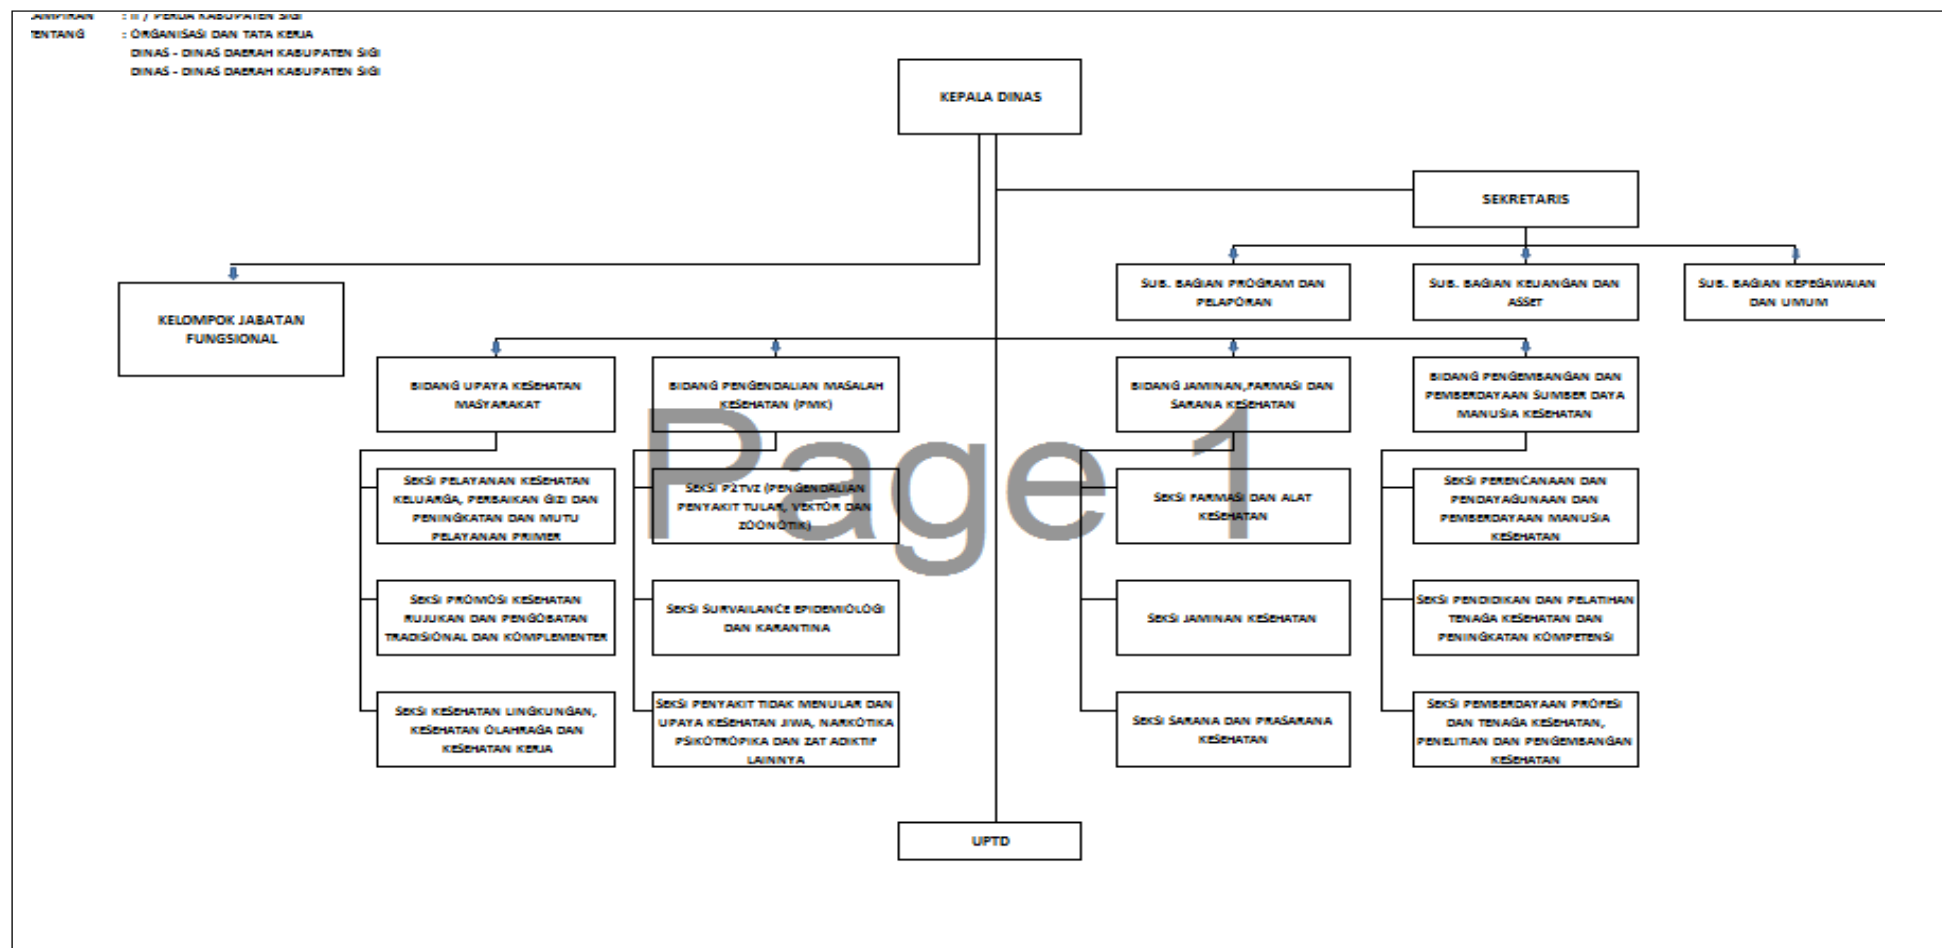 LAMPIRAN : II / PERDA KABUPATEN SIGI
TENTANG : ORGANISASI DAN TATA KERJA
DINAS - DINAS DAERAH KABUPATEN SIGI
DINAS - DINAS DAERAH KABUPATEN SIGI
KEPALA DINAS
SEKRETARIS
SUB. BAGIAN PROGRAM DAN
PELAPORAN
SUB. BAGIAN KEUANGAN DAN
ASSET
SUB. BAGIAN KEPEGAWAIAN
DAN UMUM
KELOMPOK JABATAN
FUNGSIONAL
BIDANG UPAYA KESEHATAN
MASYARAKAT
BIDANG PENGENDALIAN MASALAH
KESEHATAN (PMK)
BIDANG JAMINAN,FARMASI DAN
SARANA KESEHATAN
BIDANG PENGEMBANGAN DAN
PEMBERDAYAAN SUMBER DAYA
MANUSIA KESEHATAN
Page 1
SEKSI PELAYANAN KESEHATAN
KELUARGA, PERBAIKAN GIZI DAN
PENINGKATAN DAN MUTU
PELAYANAN PRIMER
SEKSI P2TVZ (PENGENDALIAN
PENYAKIT TULAR, VEKTOR DAN
ZOONOTIK)
SEKSI FARMASI DAN ALAT
KESEHATAN
SEKSI PERENCANAAN DAN
PENDAYAGUNAAN DAN
PEMBERDAYAAN MANUSIA
KESEHATAN
SEKSI PROMOSI KESEHATAN
RUJUKAN DAN PENGOBATAN
TRADISIONAL DAN KOMPLEMENTER
SEKSI SURVAILANCE EPIDEMIOLOGI
DAN KARANTINA
SEKSI JAMINAN KESEHATAN
SEKSI PENDIDIKAN DAN PELATIHAN
TENAGA KESEHATAN DAN
PENINGKATAN KOMPETENSI
SEKSI KESEHATAN LINGKUNGAN,
KESEHATAN OLAHRAGA DAN
KESEHATAN KERJA
SEKSI PENYAKIT TIDAK MENULAR DAN
UPAYA KESEHATAN JIWA, NARKOTIKA
PSIKOTROPIKA DAN ZAT ADIKTIF
LAINNYA
SEKSI SARANA DAN PRASARANA
KESEHATAN
SEKSI PEMBERDAYAAN PROFESI
DAN TENAGA KESEHATAN,
PENELITIAN DAN PENGEMBANGAN
KESEHATAN
UPTD